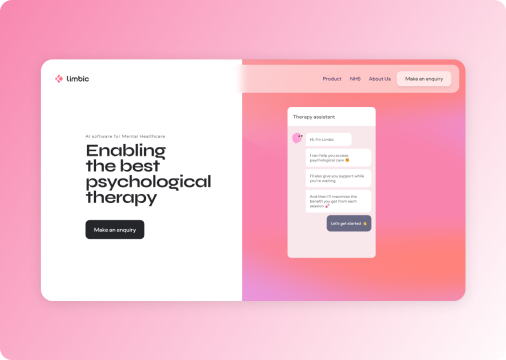 limbic
Product NHS About Us Make an enquiry
AI software for Mental Healthcare
Enabling
the best
psychological
therapy
Make an enquiry
Therapy assistant
Hi, I'm Limbic
I can help you access
psychological care 😊
I'll also give you support while
you're waiting
And then I'll maximise the
benefit you get from each
session 🚀
Let's get started 👋